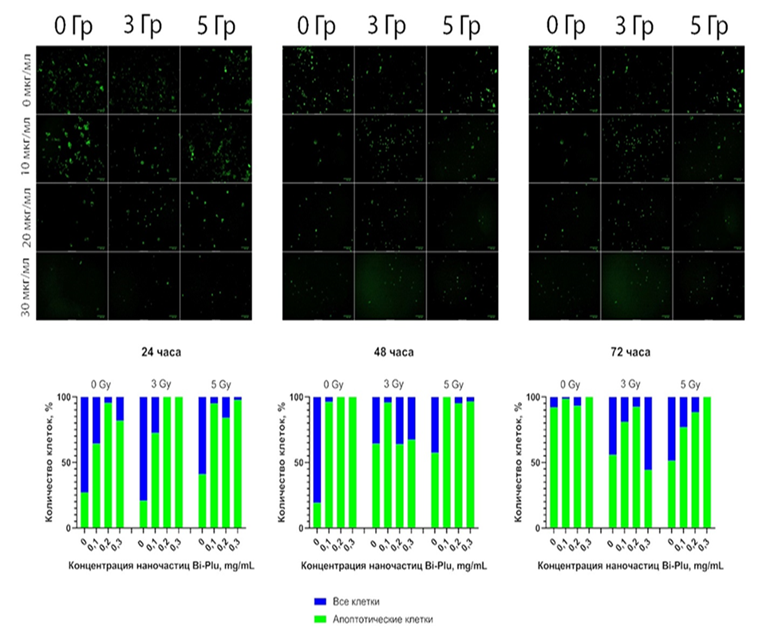 0 Гр 3 Гр 5 Гр 0 Гр 3 Гр 5 Гр 0 Гр 3 Гр 5 Гр
0 мкг/мл
10 мкг/мл
20 мкг/мл
30 мкг/мл
24 часа 48 часа 72 часа
0 Gy 3 Gy 5 Gy 0 Gy 3 Gy 5 Gy 0 Gy 3 Gy 5 Gy
Количество клеток, % Количество клеток, % Количество клеток, %
100 100 100
50 50 50
0 0 0
0 0,1 0,2 0,3 0 0,1 0,2 0,3 0 0,1 0,2 0,3 0 0,1 0,2 0,3 0 0,1 0,2 0,3 0 0,1 0,2 0,3 0 0,1 0,2 0,3 0 0,1 0,2 0,3 0 0,1 0,2 0,3
Концентрация наночастиц Bi-Plu, mg/mL Концентрация наночастиц Bi-Plu, mg/mL Концентрация наночастиц Bi-Plu, mg/mL
Все клетки
Апоптотические клетки